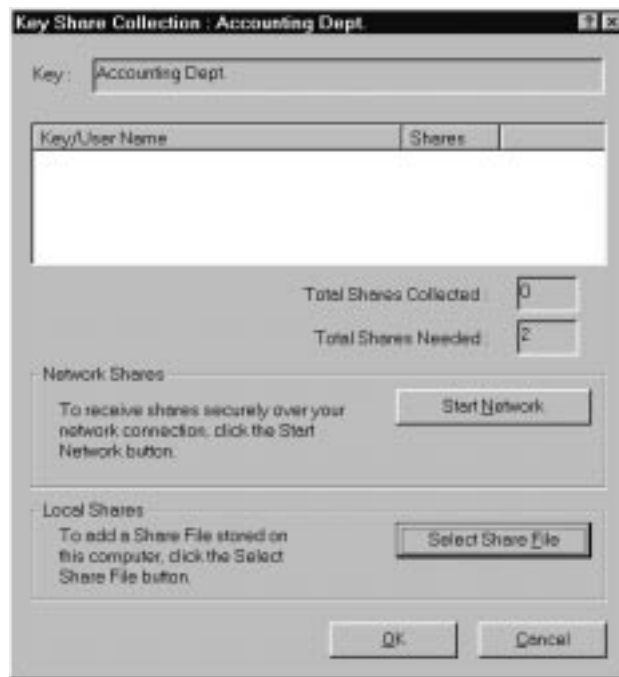 Key Share Collection : Accounting Dept.
Key : Accounting Dept
Key/User Name Shares
Total Shares Collected : 0
Total Shares Needed : 2
Network Shares
To receive shares securely over your
network connection, click the Start
Network button.
Start Network
Local Shares
To add a Share File stored on
this computer, click the Select
Share File button.
Select Share File
OK Cancel